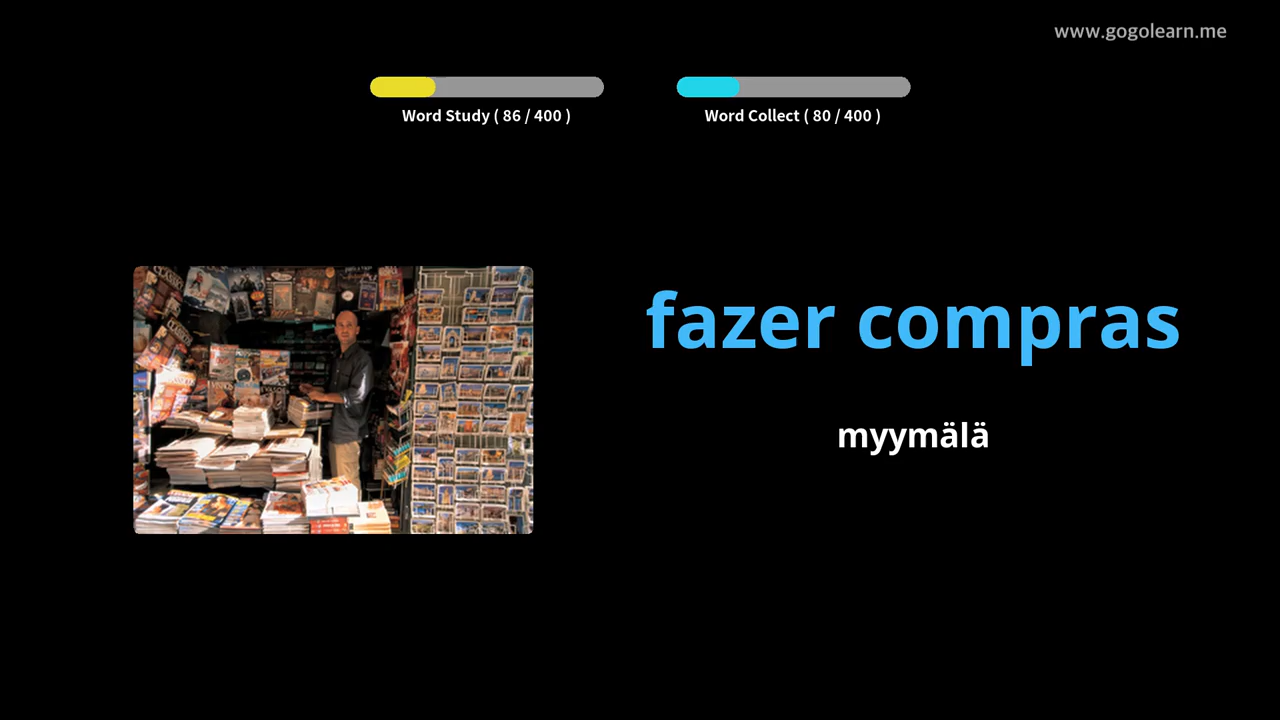 www.gogolearn.me
Word Study ( 86 / 400 )
Word Collect ( 80 / 400 )
fazer compras
myymälä